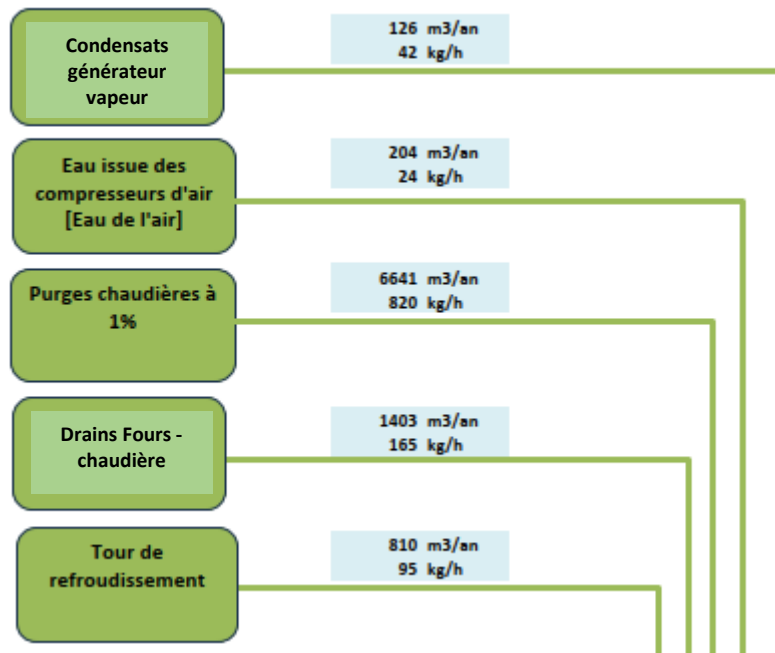 Condensats
générateur
vapeur
126 m3/an
42 kg/h
Eau issue des
compresseurs d'air
[Eau de l'air]
204 m3/an
24 kg/h
Purges chaudières à
1%
6641 m3/an
820 kg/h
Drains Fours -
chaudière
1403 m3/an
165 kg/h
Tour de
refroudissement
810 m3/an
95 kg/h